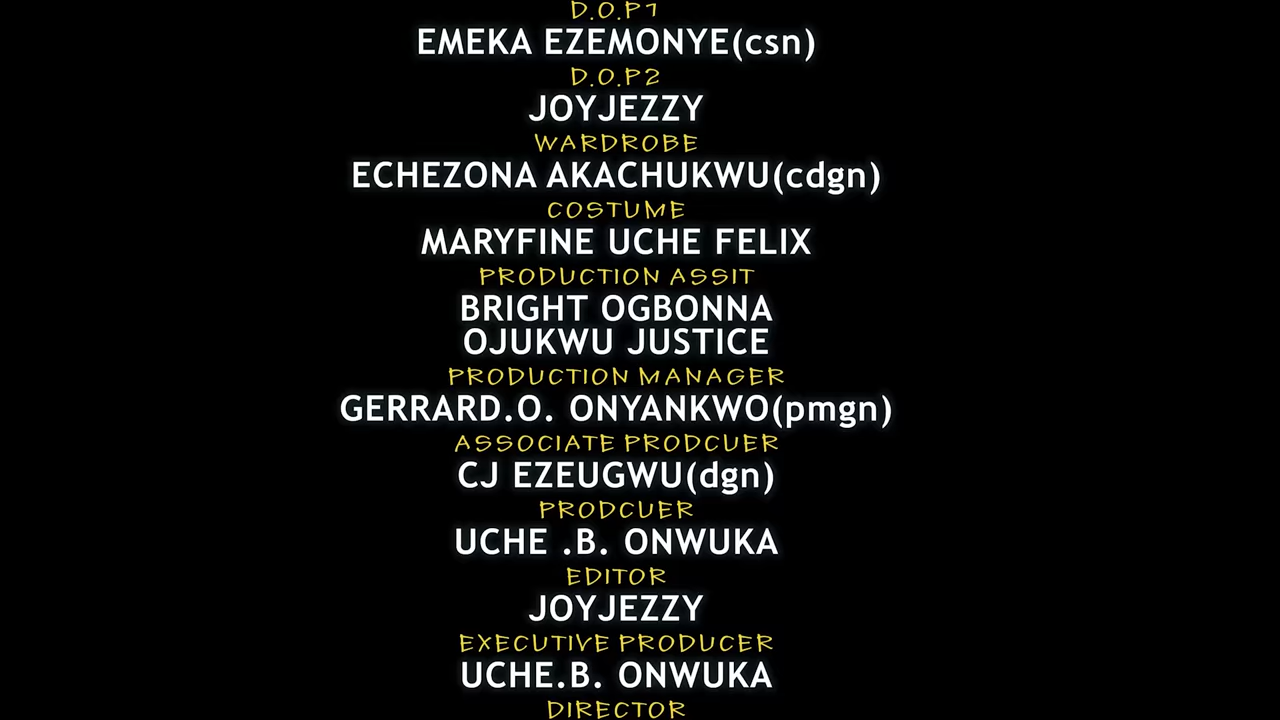 D.O.P1
EMEKA EZEMONYE(csn)
D.O.P2
JOYJEZZY
WARDROBE
ECHEZONA AKACHUKWU(cdgn)
COSTUME
MARYFINE UCHE FELIX
PRODUCTION ASSIT
BRIGHT OGBONNA
OJUKWU JUSTICE
PRODUCTION MANAGER
GERRARD.O. ONYANKWO(pmgn)
ASSOCIATE PRODCUER
CJ EZEUGWU(dgn)
PRODCUER
UCHE .B. ONWUKA
EDITOR
JOYJEZZY
EXECUTIVE PRODUCER
UCHE.B. ONWUKA
DIRECTOR